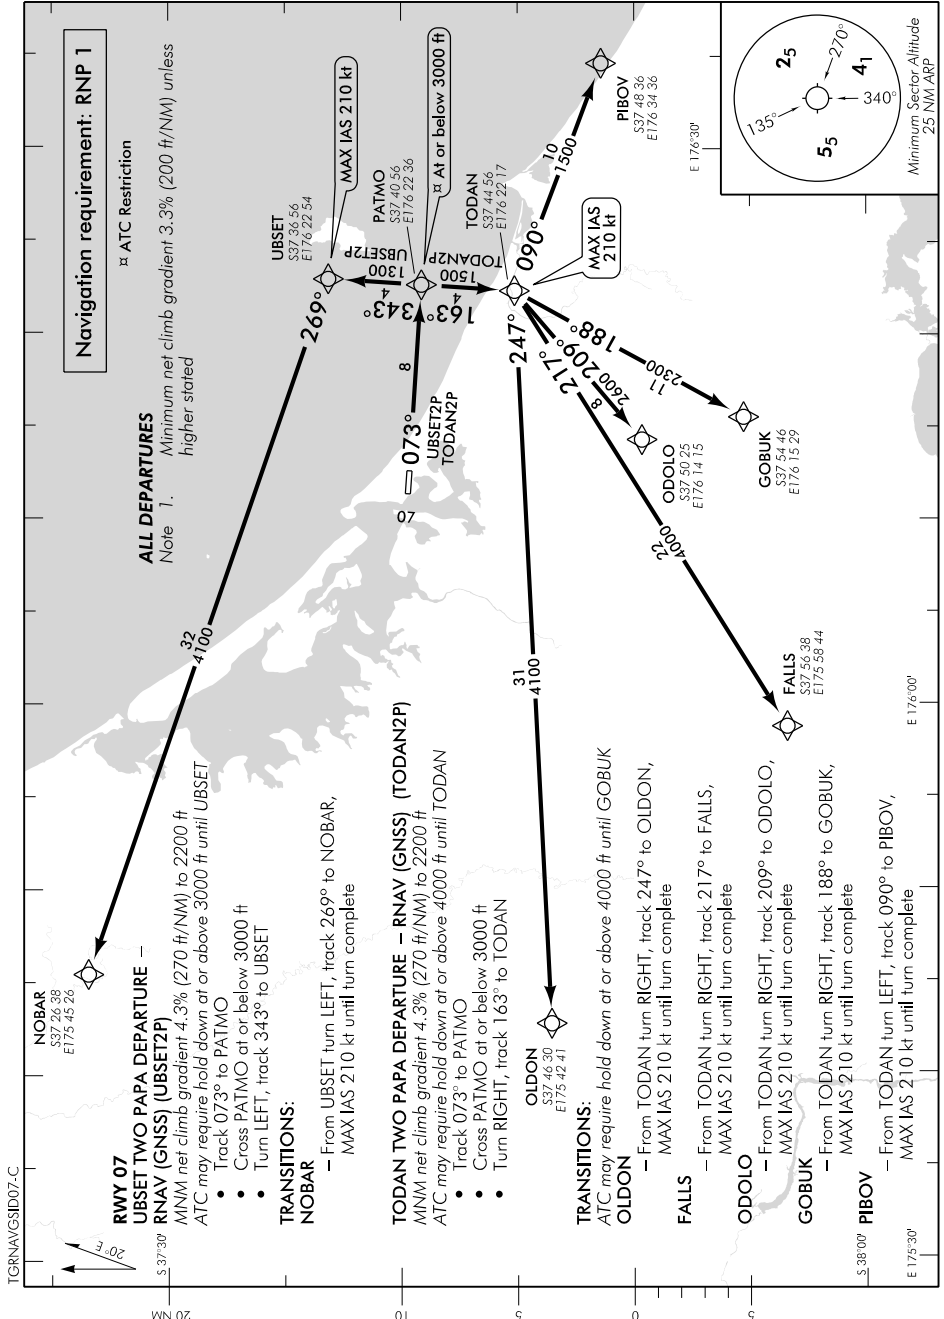 TGRNAVGSID07-C
Navigation requirement: RNP 1
¤ ATC Restriction
ALL DEPARTURES
Note 1. Minimum net climb gradient 3.3% (200 ft/NM) unless
higher stated
RWY 07
UBSET TWO PAPA DEPARTURE –
RNAV (GNSS) (UBSET2P)
MNM net climb gradient 4.3% (270 ft/NM) to 2200 ft
ATC may require hold down at or above 3000 ft until UBSET
• Track 073° to PATMO
• Cross PATMO at or below 3000 ft
• Turn LEFT, track 343° to UBSET
TRANSITIONS:
NOBAR
– From UBSET turn LEFT, track 269° to NOBAR,
MAX IAS 210 kt until turn complete
TODAN TWO PAPA DEPARTURE – RNAV (GNSS) (TODAN2P)
MNM net climb gradient 4.3% (270 ft/NM) to 2200 ft
ATC may require hold down at or above 4000 ft until TODAN
• Track 073° to PATMO
• Cross PATMO at or below 3000 ft
• Turn RIGHT, track 163° to TODAN
TRANSITIONS:
ATC may require hold down at or above 4000 ft until GOBUK
OLDON
– From TODAN turn RIGHT, track 247° to OLDON,
MAX IAS 210 kt until turn complete
FALLS
– From TODAN turn RIGHT, track 217° to FALLS,
MAX IAS 210 kt until turn complete
ODOLO
– From TODAN turn RIGHT, track 209° to ODOLO,
MAX IAS 210 kt until turn complete
GOBUK
– From TODAN turn RIGHT, track 188° to GOBUK,
MAX IAS 210 kt until turn complete
PIBOV
– From TODAN turn LEFT, track 090° to PIBOV,
MAX IAS 210 kt until turn complete
NOBAR
S37 26 38
E175 45 26
32
4100
269°
UBSET
S37 36 56
E176 22 54
MAX IAS 210 kt
343°
4
1300
UBSET2P
PATMO
S37 40 56
E176 22 36
¤ At or below 3000 ft
07
073°
UBSET2P
TODAN2P
8
163°
4
1500
TODAN2P
TODAN
S37 44 56
E176 22 17
MAX IAS
210 kt
090°
10
1500
PIBOV
S37 48 36
E176 34 36
247°
31
4100
OLDON
S37 46 30
E175 42 41
217°
22
4000
FALLS
S37 56 38
E175 58 44
209°
8
2600
ODOLO
S37 50 25
E176 14 15
188°
11
2300
GOBUK
S37 54 46
E176 15 29
20° E
S 37°30'
S 38°00'
E 175°30'
E 176°00'
E 176°30'
20 NM
10
5
0
5
135°
270°
340°
25
41
55
Minimum Sector Altitude
25 NM ARP